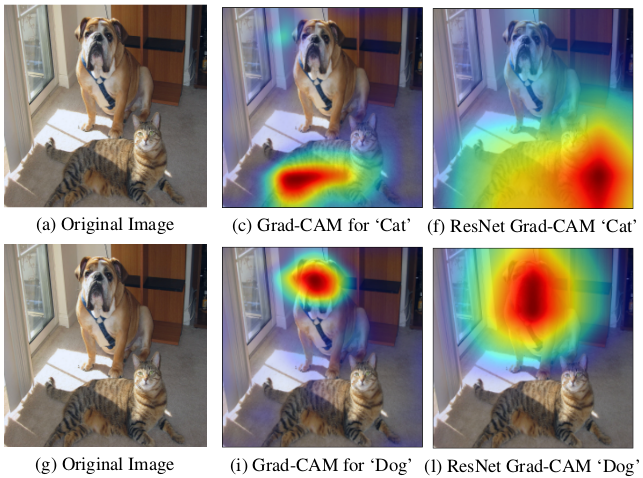 (a) Original Image
(c) Grad-CAM for ‘Cat’
(f) ResNet Grad-CAM ‘Cat’
(g) Original Image
(i) Grad-CAM for ‘Dog’
(l) ResNet Grad-CAM ‘Dog’